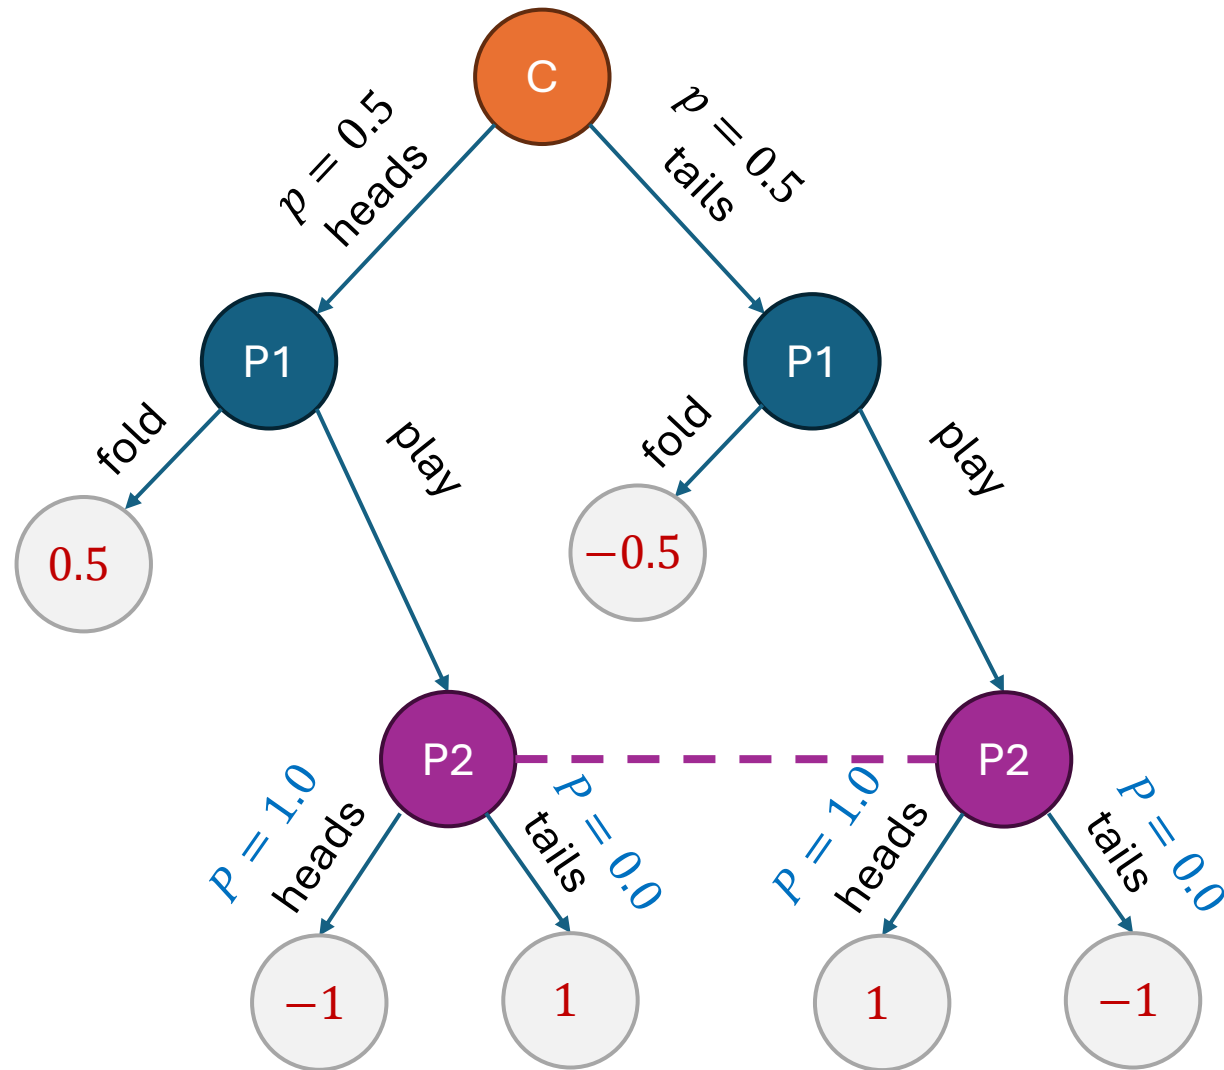 C
p = 0.5
heads
p = 0.5
tails
P1
P1
fold
play
fold
play
0.5
−0.5
P2
P2
P = 1.0
heads
P = 0.0
tails
P = 1.0
heads
P = 0.0
tails
−1
1
1
−1